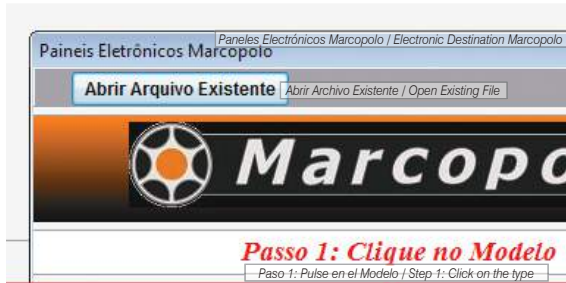 Paneles Electrónicos Marcopolo / Electronic Destination Marcopolo
Paineis Eletrônicos Marcopolo
Abrir Arquivo Existente
Abrir Archivo Existente / Open Existing File
Marcopo
Passo 1: Clique no Modelo
Paso 1: Pulse en el Modelo / Step 1: Click on the type